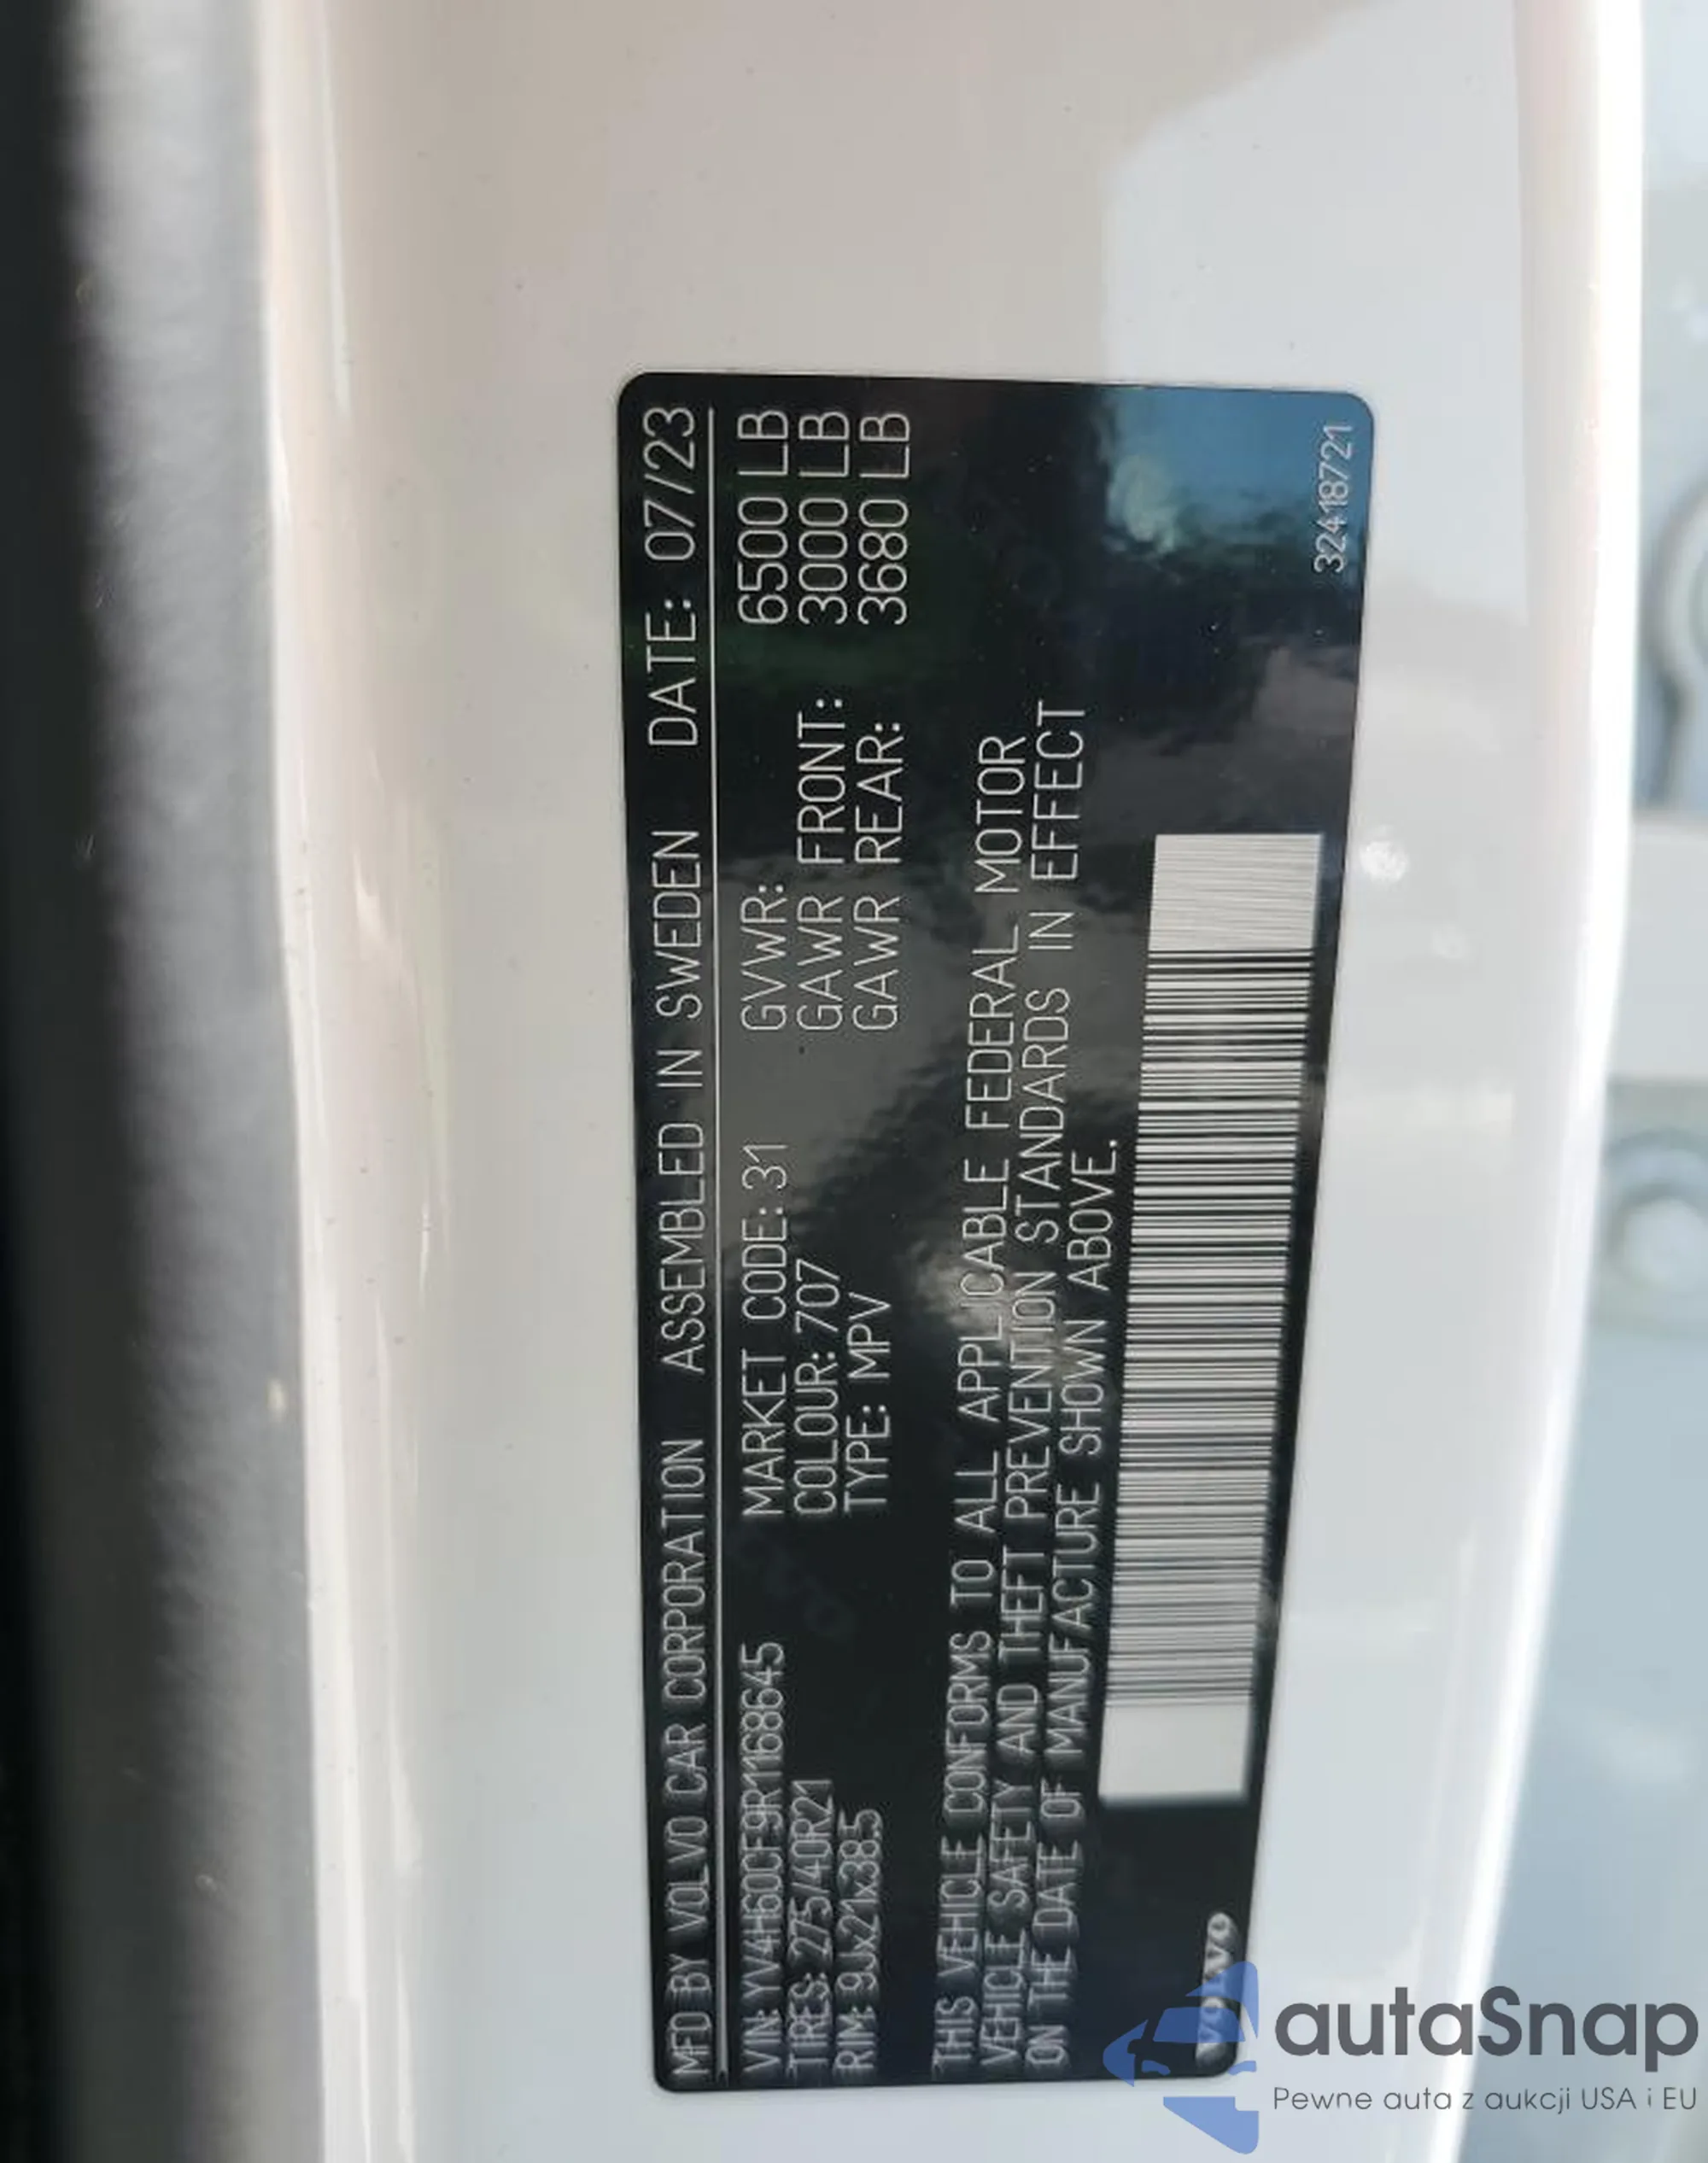 MFD BY VOLVO CAR CORPORATION ASSEMBLED IN SWEDEN DATE: 07/23
VIN: YV4H60CF9R1168645 MARKET CODE: 31 GVWR: 6500 LB
TIRES: 275/40R21 COLOUR: 707 GAWR FRONT: 3000 LB
RIM: 9Jx21x38.5 TYPE: MPV GAWR REAR: 3680 LB
THIS VEHICLE CONFORMS TO ALL APPLICABLE FEDERAL MOTOR
VEHICLE SAFETY AND THEFT PREVENTION STANDARDS IN EFFECT
ON THE DATE OF MANUFACTURE SHOWN ABOVE.
VOLVO
32418721
autaSnap
Pewne auta z aukcji USA i EU